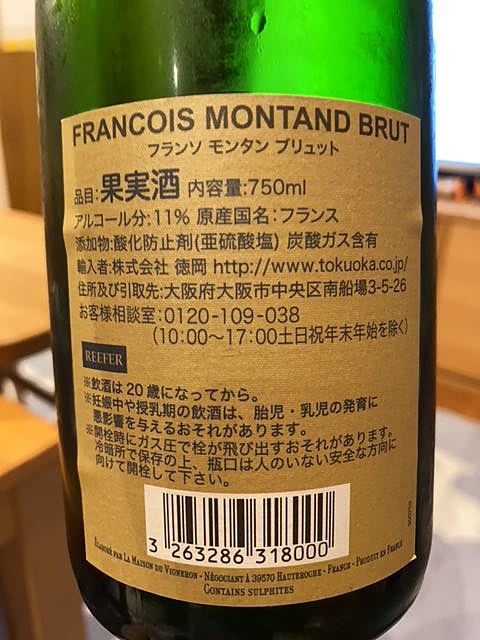 FRANCOIS MONTAND BRUT
フランソ モンタン ブリュット
品目:果実酒 内容量:750ml
アルコール分:11% 原産国名:フランス
添加物:酸化防止剤(亜硫酸塩) 炭酸ガス含有
輸入者:株式会社 徳岡 http://www.tokuoka.co.jp/
住所及び引取先:大阪府大阪市中央区南船場3-5-26
お客様相談室:0120-109-038
(10:00〜17:00土日祝年末年始を除く)
REEFER
※飲酒は20歳になってから。
※妊娠中や授乳期の飲酒は、胎児・乳児の発育に
悪影響を与えるおそれがあります。
※開栓時にガス圧で栓が飛び出すおそれがあります。
冷暗所で保存の上、瓶口は人のいない安全な方向に
向けて開栓して下さい。
3 263286 318000
ÉLABORÉ PAR LA MAISON DU VIGNERON - NÉGOCIANT À 39570 HAUTEROCHE - FRANCE - PRODUIT EN FRANCE
CONTAINS SULPHITES